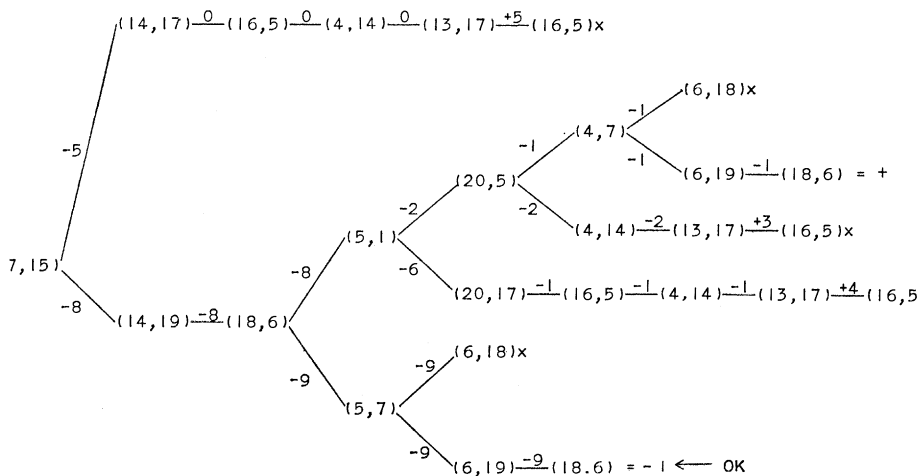 (14,17) 0 (16,5) 0 (4,14) 0 (13,17) +5 (16,5)x
(6,18)x
-1
(4,7)
-1
-1
-5
(20,5)
(6,19) -1 (18,6) = +
-2
-2
(5,1)
(4,14) -2 (13,17) +3 (16,5)x
7,15)
-8
-6
(20,17) -1 (16,5) -1 (4,14) -1 (13,17) +4 (16,5
-8
(14,19) -8 (18,6)
(6,18)x
-9
-9
(5,7)
-9
(6,19) -9 (18.6) = -1 ← OK